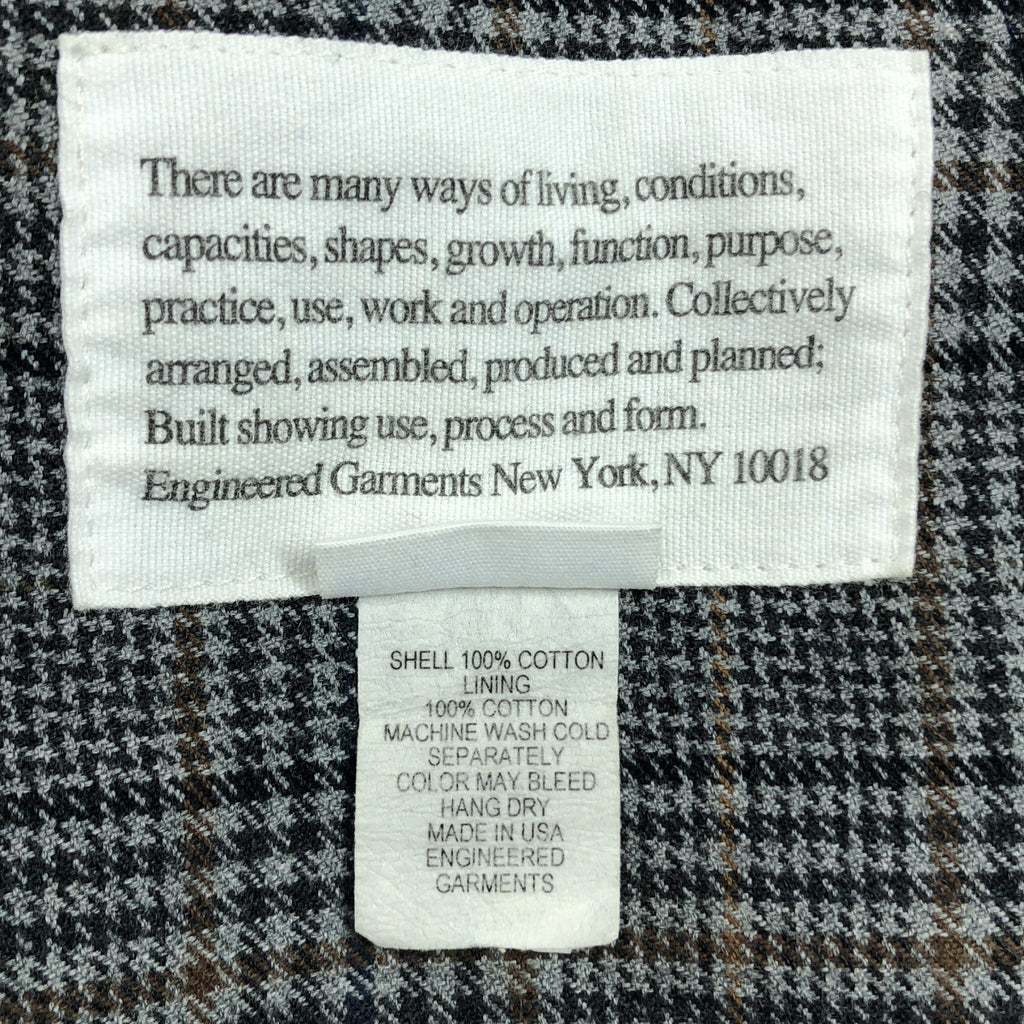 There are many ways of living, conditions,
capacities, shapes, growth, function, purpose,
practice, use, work and operation. Collectively
arranged, assembled, produced and planned;
Built showing use, process and form.
Engineered Garments New York, NY 10018
SHELL 100% COTTON
LINING
100% COTTON
MACHINE WASH COLD
SEPARATELY
COLOR MAY BLEED
HANG DRY
MADE IN USA
ENGINEERED
GARMENTS